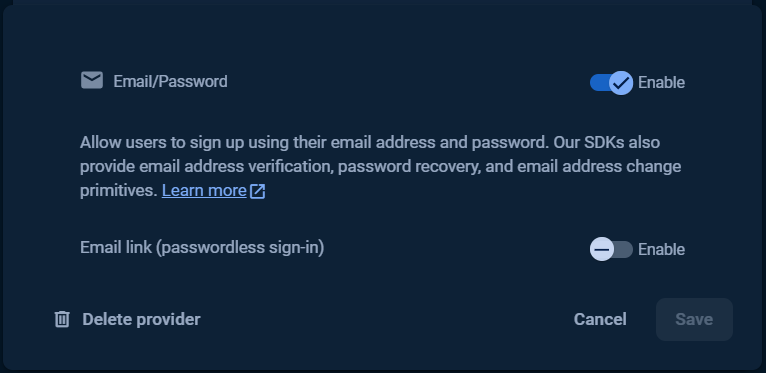 Email/Password
Enable
Allow users to sign up using their email address and password. Our SDKs also
provide email address verification, password recovery, and email address change
primitives. Learn more
Email link (passwordless sign-in)
Enable
Delete provider
Cancel
Save